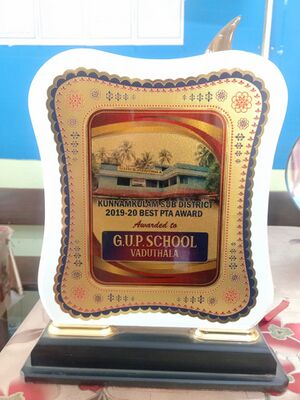 KUNNAMKULAM SUB DISTRICT
2019-20 BEST PTA AWARD
Awarded to
G.U.P. SCHOOL
VADUTHALA